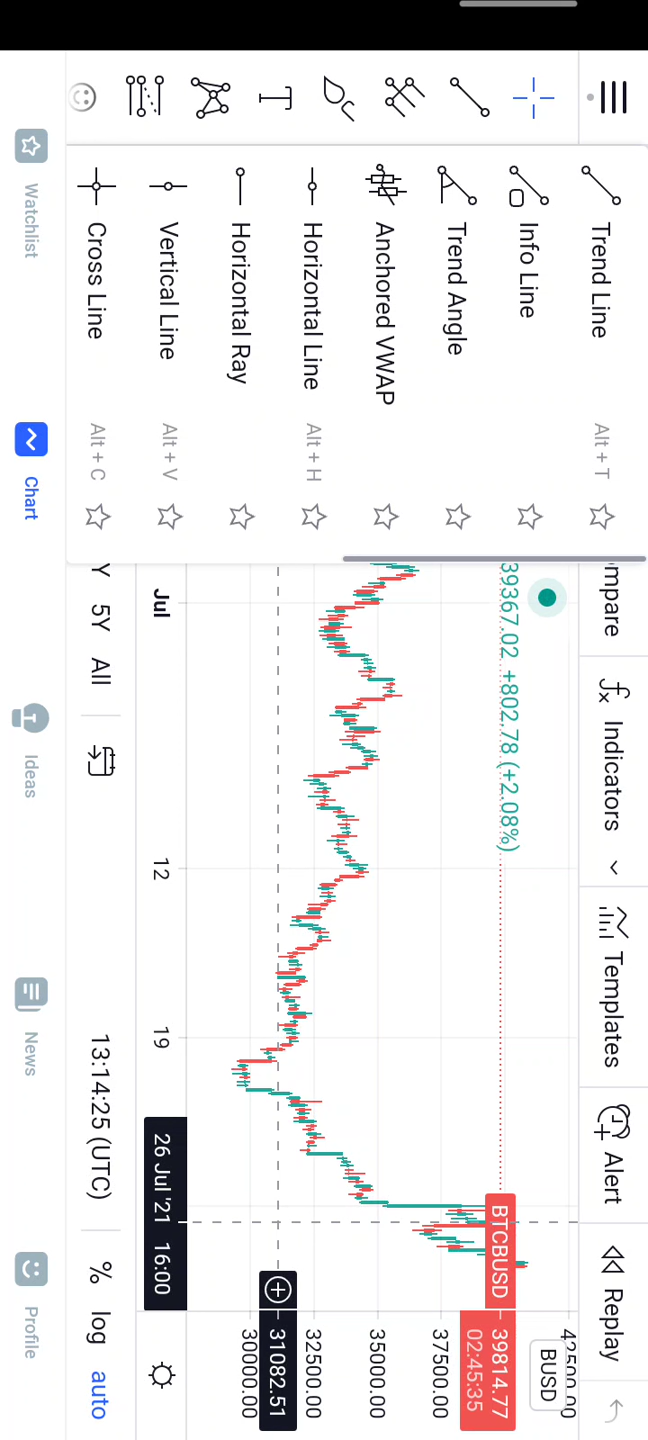 mpare
Indicators
Templates
Alert
Replay
Trend Line
Alt + T
Info Line
Trend Angle
Anchored VWAP
Horizontal Line
Alt + H
Horizontal Ray
Vertical Line
Alt + V
Cross Line
Alt + C
39367.02 +802.78 (+2.08%)
BUSD
BTCBUSD
39814.77
02:45:35
37500.00
35000.00
32500.00
31082.51
30000.00
Jul
12
19
26 Jul '21 16:00
Y
5Y
All
13:14:25 (UTC)
%
log
auto
Watchlist
Chart
Ideas
News
Profile